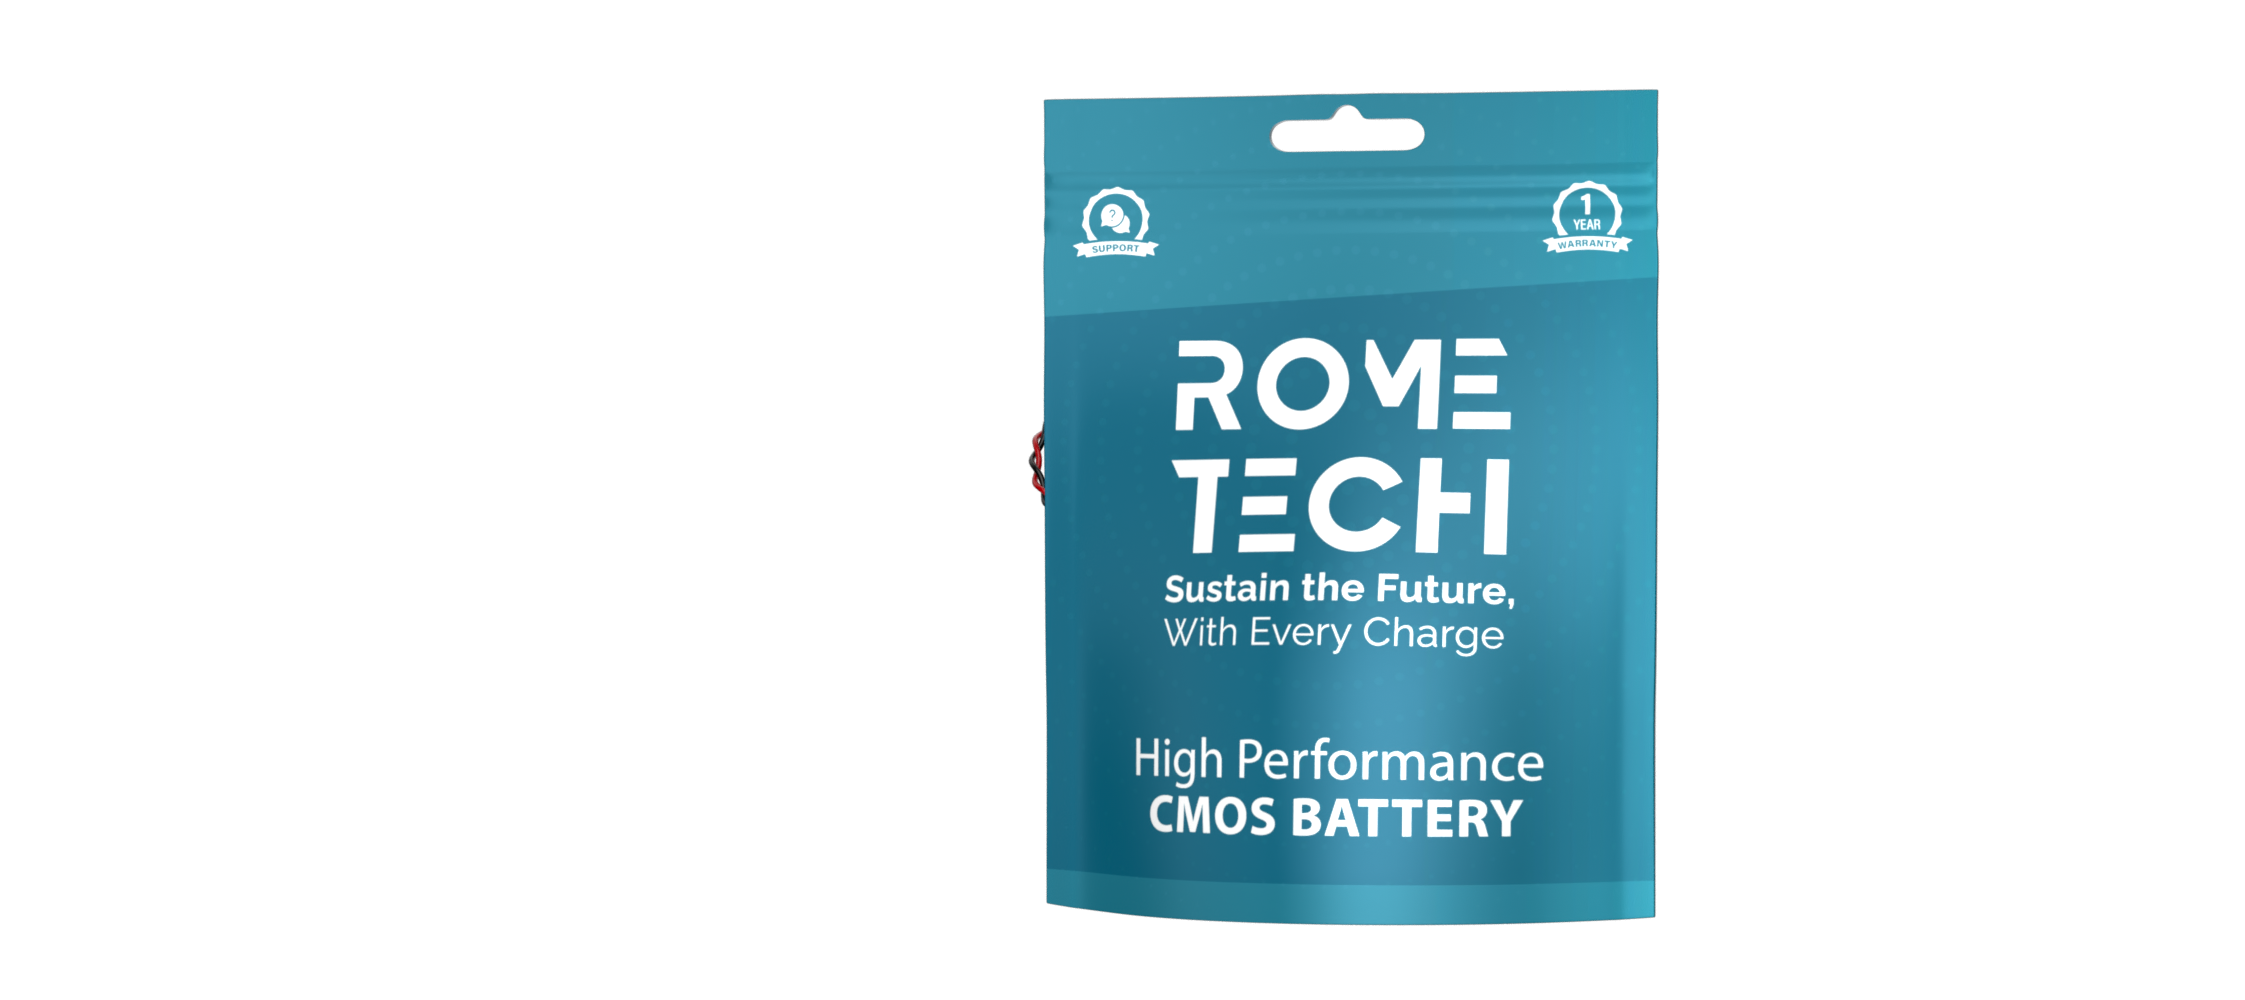 ?
SUPPORT
1
YEAR
WARRANTY
ROME
TECH
Sustain the Future,
With Every Charge
High Performance
CMOS BATTERY